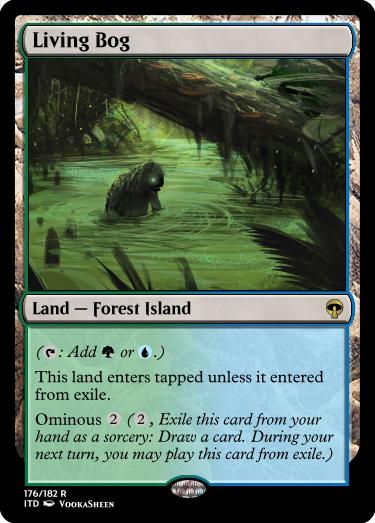 Living Bog
Land — Forest Island
(: Add or .)
This land enters tapped unless it entered
from exile.
Ominous 2 (2, Exile this card from your
hand as a sorcery: Draw a card. During your
next turn, you may play this card from exile.)
176/182 R
ITD VookaSheen